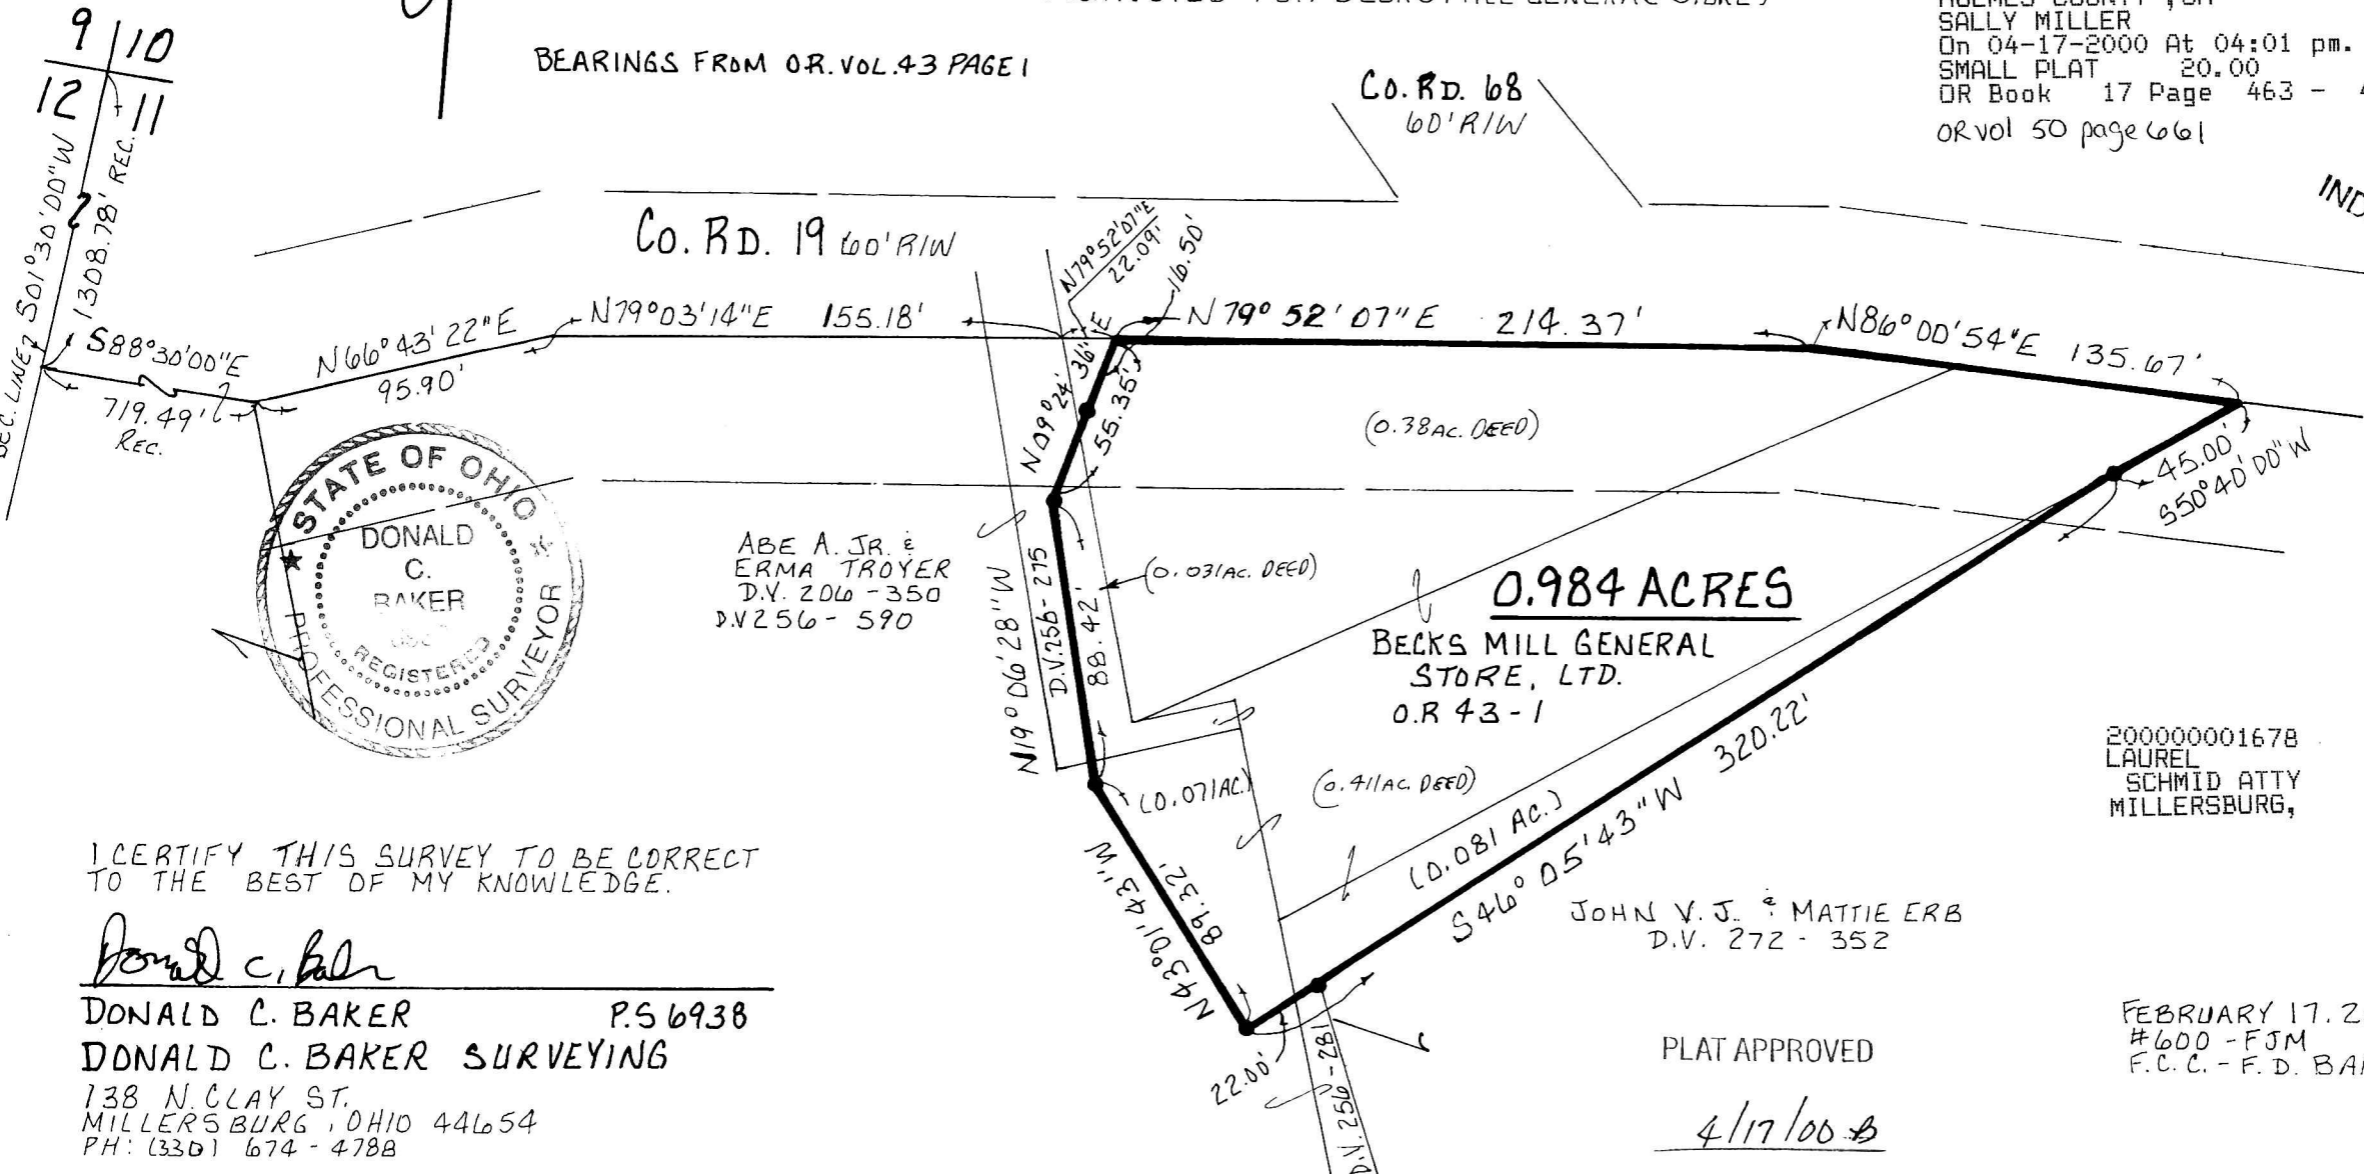 9 10
12 11
BEARINGS FROM O.R. VOL. 43 PAGE 1
CO. RD. 68
60' R/W
SALLY MILLER
On 04-17-2000 At 04:01 pm.
SMALL PLAT 20.00
OR Book 17 Page 463 -
OR vol 50 page 661
S01°30'00"W
1308.78' REC.
SEC. LINE
S88°30'00"E
719.49'
REC.
N66°43'22"E
95.90'
CO. RD. 19 60' R/W
N79°03'14"E 155.18'
N79°52'07"E
22.09'
16.50'
N79°52'07"E 214.37'
N86°00'54"E 135.67'
N09°24'36"E
55.35'
(0.38 AC. DEED)
45.00'
S50°40'00"W
STATE OF OHIO
DONALD
C.
BAKER
REGISTERED
PROFESSIONAL SURVEYOR
ABE A. JR. &
ERMA TROYER
D.V. 206 - 350
D.V 256 - 590
N19°06'28"W
D.V. 256 - 275
88.42'
(0.031 AC. DEED)
0.984 ACRES
BECKS MILL GENERAL
STORE, LTD.
O.R 43 - 1
(0.071 AC.)
(0.411 AC. DEED)
(0.081 AC.)
S46°05'43"W 320.22'
N43°01'43"W
89.32'
22.00'
D.V. 256 - 281
JOHN V. J. & MATTIE ERB
D.V. 272 - 352
200000001678
LAUREL
SCHMID ATTY
MILLERSBURG,
I CERTIFY THIS SURVEY TO BE CORRECT
TO THE BEST OF MY KNOWLEDGE.
Donald C. Baker
DONALD C. BAKER P.S 6938
DONALD C. BAKER SURVEYING
138 N. CLAY ST.
MILLERSBURG, OHIO 44654
PH: (330) 674 - 4788
PLAT APPROVED
4/17/00 B
FEBRUARY 17. 2
#600 - FJM
F.C.C. - F.D. BA